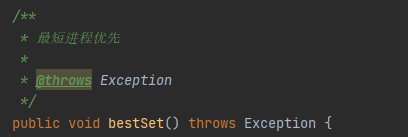 /**
 * 最短进程优先
 *
 * @throws Exception
 */
public void bestSet() throws Exception {